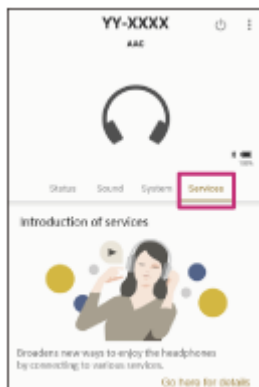 YY-XXXX
AAC
100%
Status Sound System Services
Introduction of services
Broadens new ways to enjoy the headphones
by connecting to various services.
Go here for details